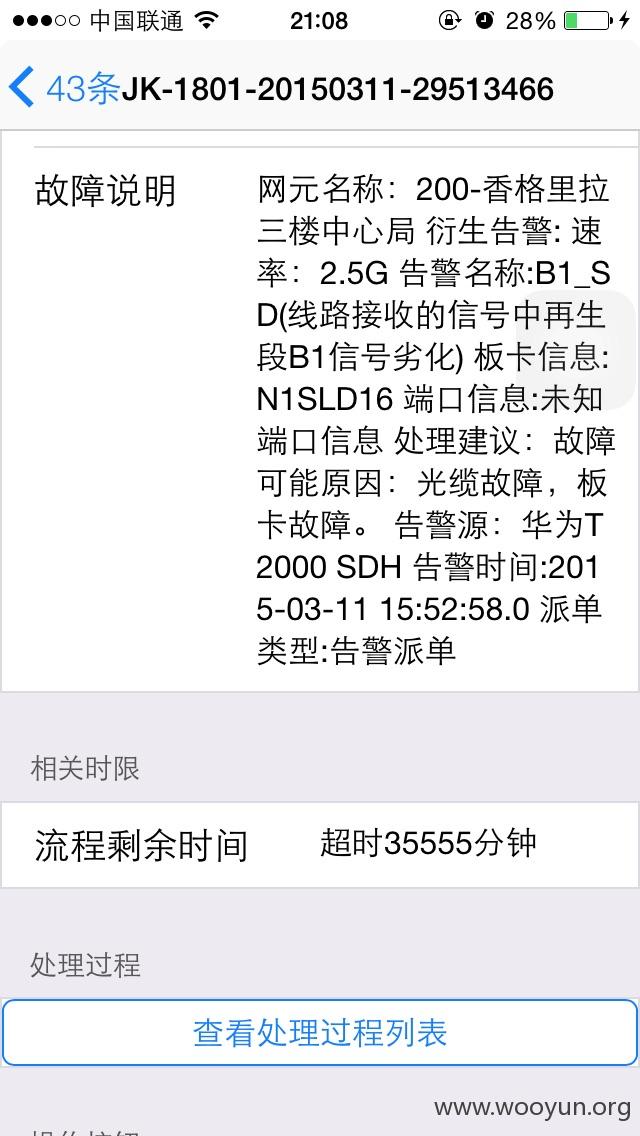 中国联通 21:08 28%
43条 JK-1801-20150311-29513466
故障说明
网元名称：200-香格里拉
三楼中心局 衍生告警: 速
率：2.5G 告警名称:B1_S
D(线路接收的信号中再生
段B1信号劣化) 板卡信息:
N1SLD16 端口信息:未知
端口信息 处理建议：故障
可能原因：光缆故障，板
卡故障。 告警源：华为T
2000 SDH 告警时间:201
5-03-11 15:52:58.0 派单
类型:告警派单
相关时限
流程剩余时间 超时35555分钟
处理过程
查看处理过程列表
www.wooyun.org